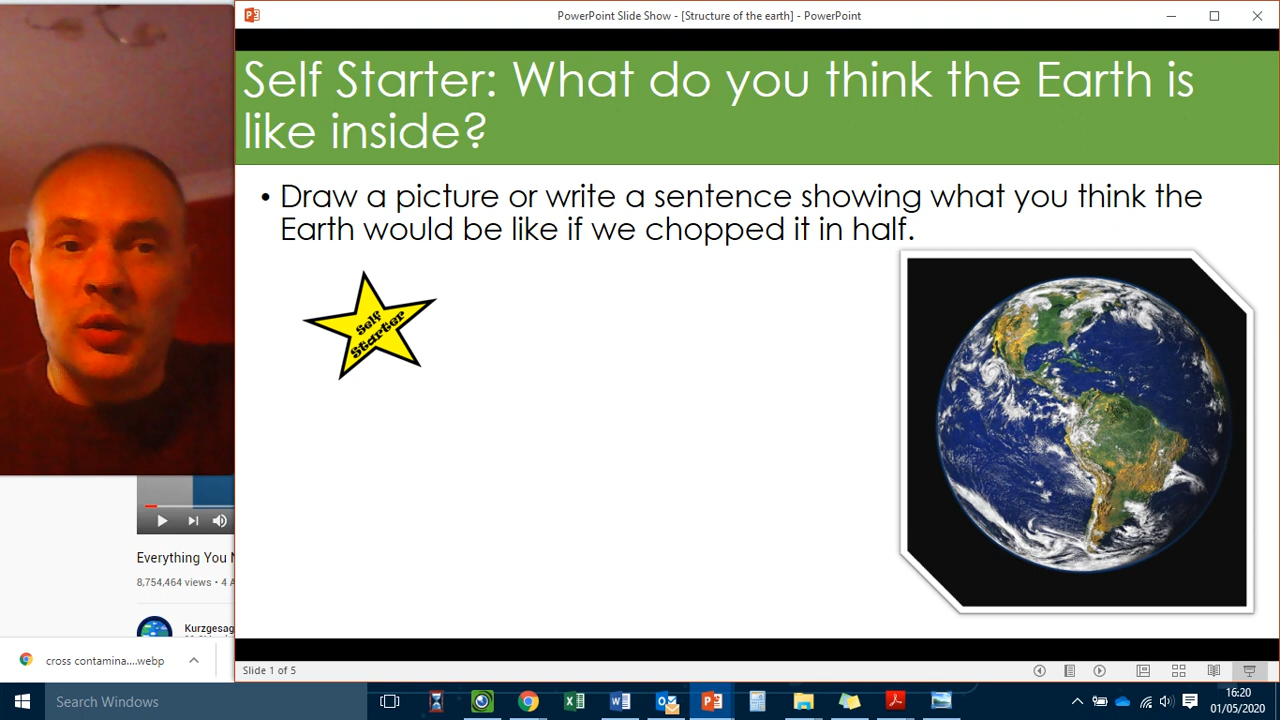 PowerPoint Slide Show - [Structure of the earth] - PowerPoint
Self Starter: What do you think the Earth is
like inside?
• Draw a picture or write a sentence showing what you think the
Earth would be like if we chopped it in half.
Self
Starter
Everything You
8,754,464 views • 4
Kurzgesag
cross contamina....webp
Slide 1 of 5
Search Windows
16:20
01/05/2020